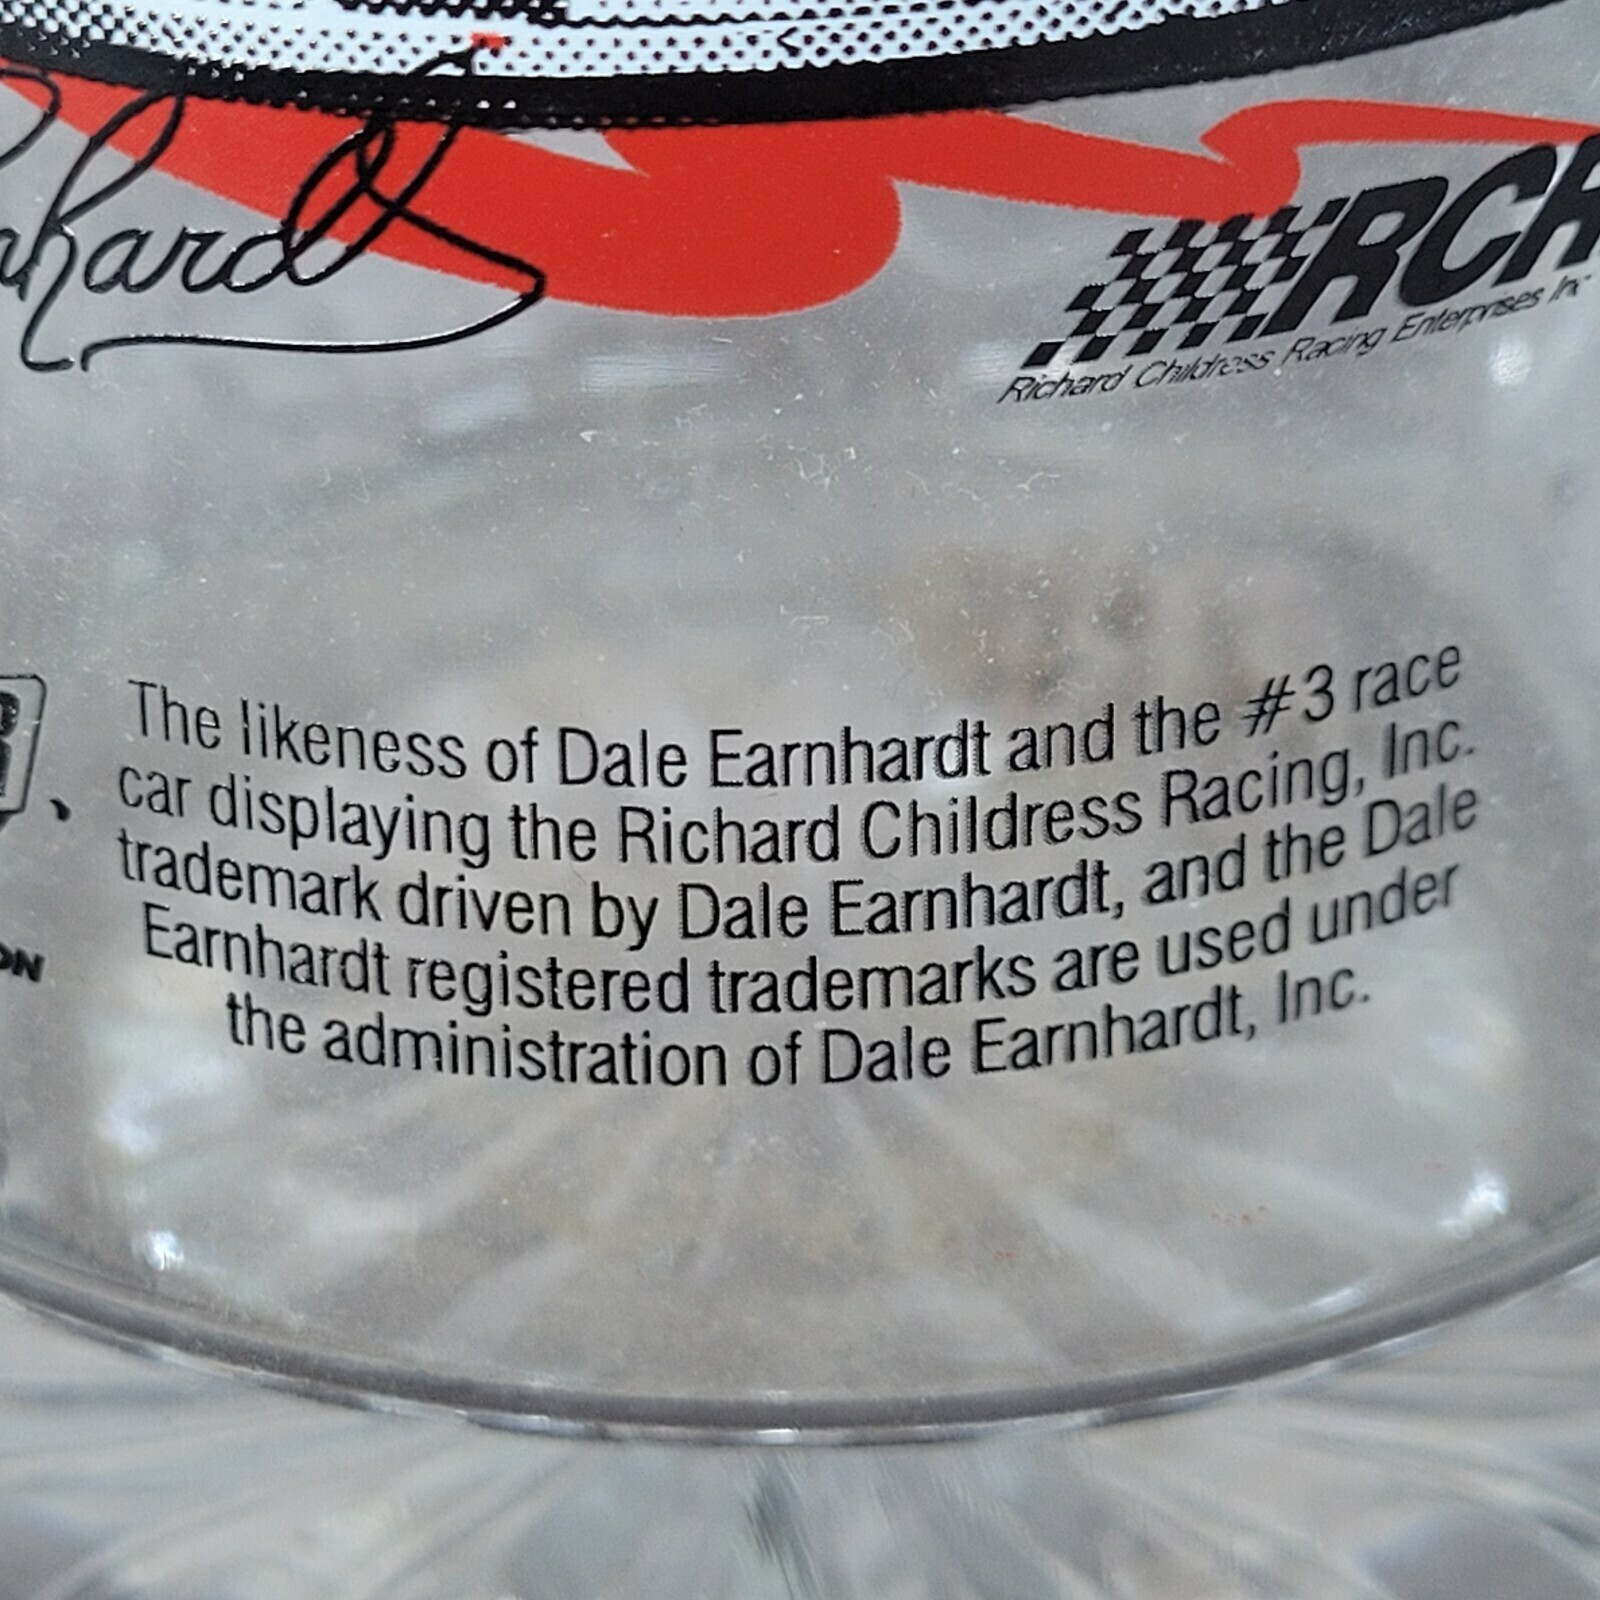 RCR
Richard Childress Racing Enterprises Inc
The likeness of Dale Earnhardt and the #3 race
car displaying the Richard Childress Racing, Inc.
trademark driven by Dale Earnhardt, and the Dale
Earnhardt registered trademarks are used under
the administration of Dale Earnhardt, Inc.